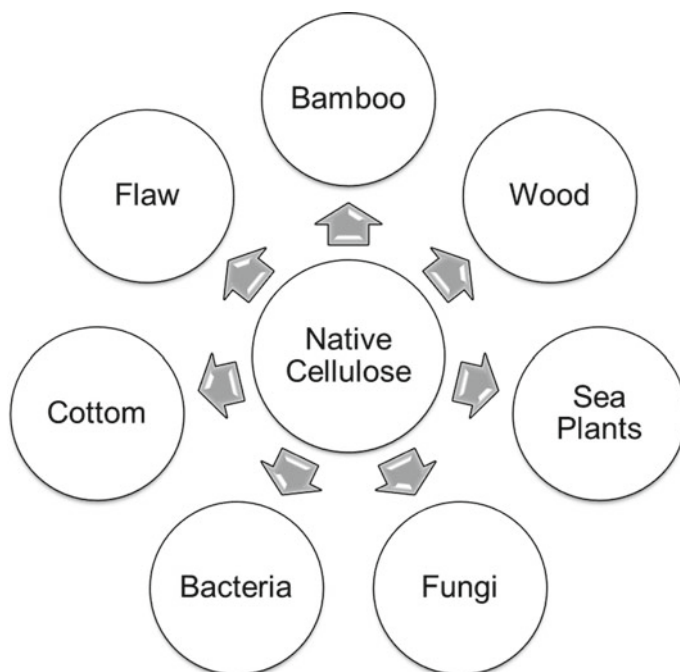 Bamboo
Wood
Sea
Plants
Fungi
Bacteria
Cottom
Flaw
Native
Cellulose